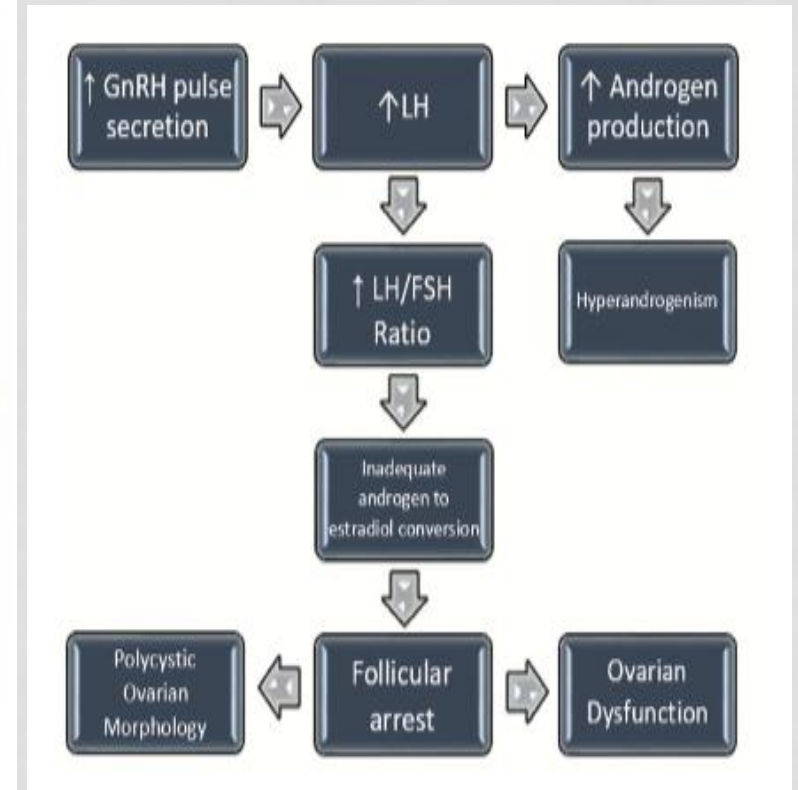 ↑ GnRH pulse
secretion
↑LH
↑ Androgen
production
↑ LH/FSH
Ratio
Hyperandrogenism
Inadequate
androgen to
estradiol conversion
Polycystic
Ovarian
Morphology
Follicular
arrest
Ovarian
Dysfunction